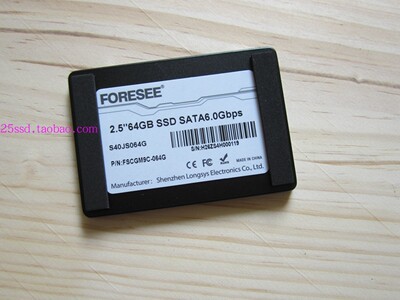 FORESEE®
2.5"64GB SSD SATA6.0Gbps
S40JS064G
P/N:FSCGM9C-064G
S/N:HD6ZS4H000119
MADE IN CHINA
Manufacturer: Shenzhen Longsys Electronics Co., Ltd.
25ssd.taobao.com